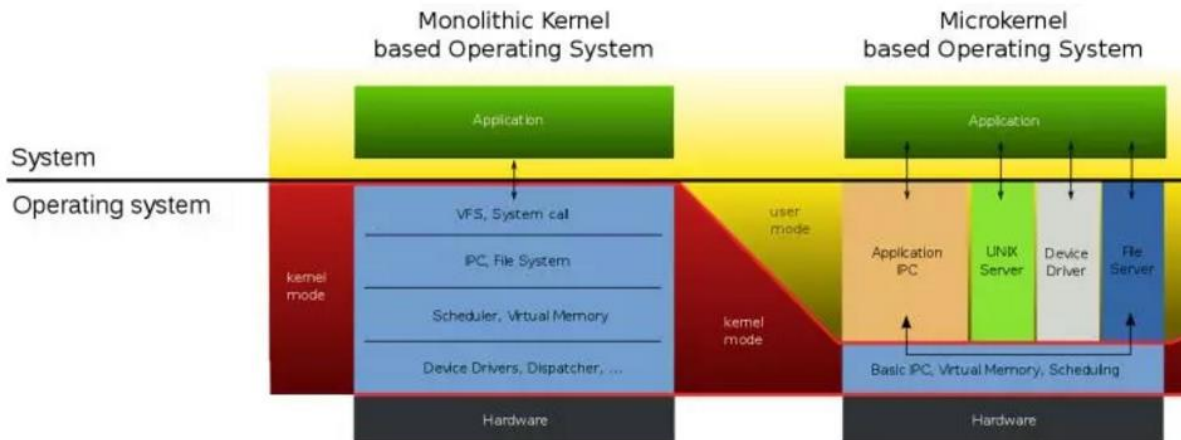 Monolithic Kernel
based Operating System
Microkernel
based Operating System
Application
Application
System
Operating system
kernel
mode
VFS, System call
IPC, File System
Scheduler, Virtual Memory
Device Drivers, Dispatcher, ...
Hardware
user
mode
kernel
mode
Application
IPC
UNIX
Server
Device
Driver
File
Server
Basic IPC, Virtual Memory, Scheduling
Hardware